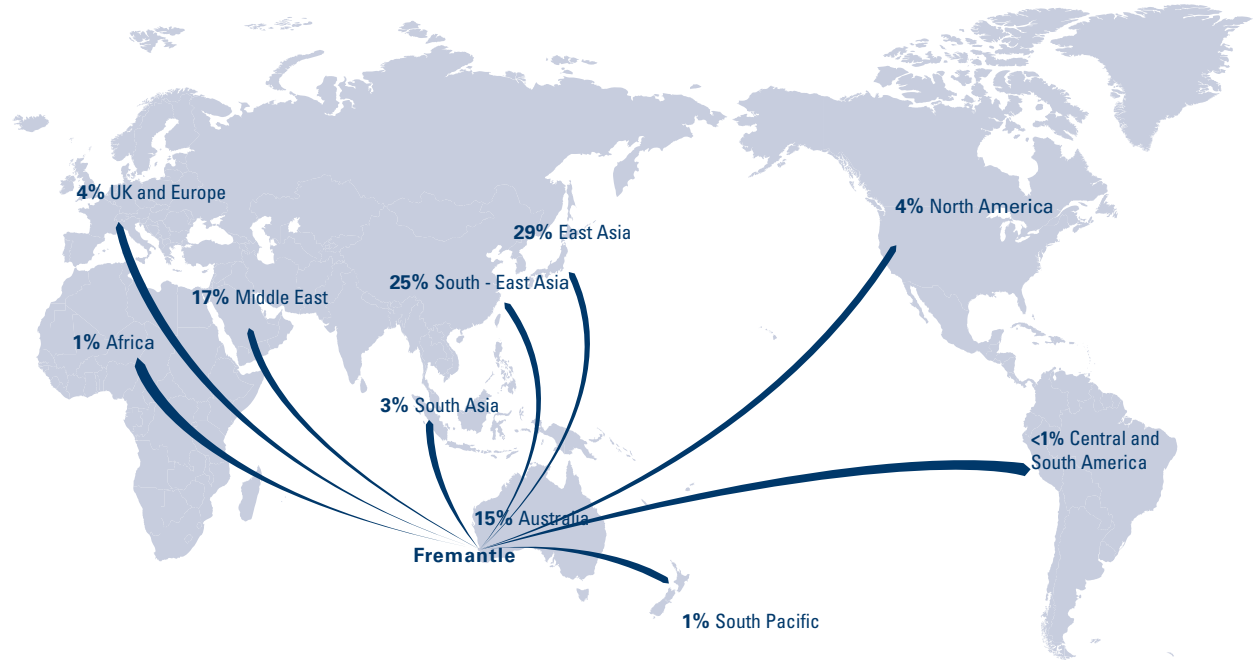 4% UK and Europe
4% North America
29% East Asia
25% South - East Asia
17% Middle East
1% Africa
3% South Asia
<1% Central and
South America
15% Australia
Fremantle
1% South Pacific